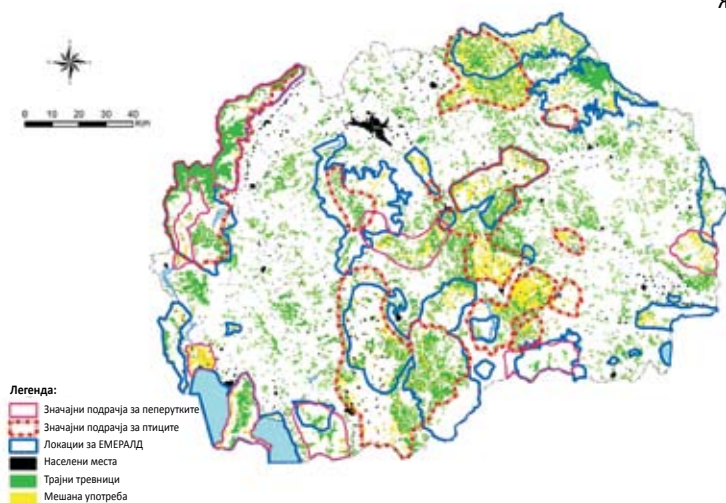 0 10 20 30 40
Km
Легенда:
Значајни подрачја за пеперутките
Значајни подрачја за птиците
Локации за ЕМЕРАЛД
Населени места
Трајни тревници
Мешана употреба